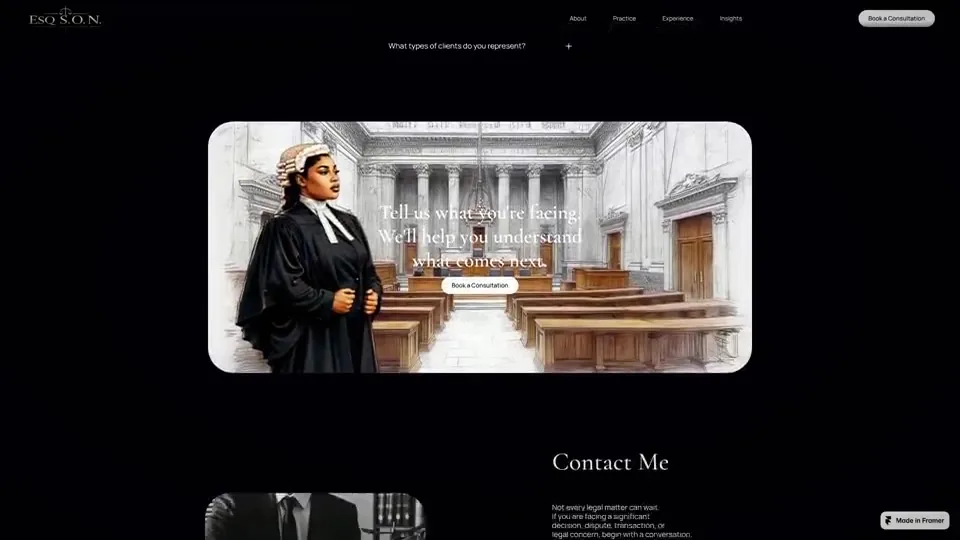 ESQ S.O.N.
About
Practice
Experience
Insights
Book a Consultation
What types of clients do you represent?
Tell us what you're facing.
We'll help you understand
what comes next.
Book a Consultation
Contact Me
Not every legal matter can wait.
If you are facing a significant
decision, dispute, transaction, or
legal concern, begin with a conversation.
Made in Framer